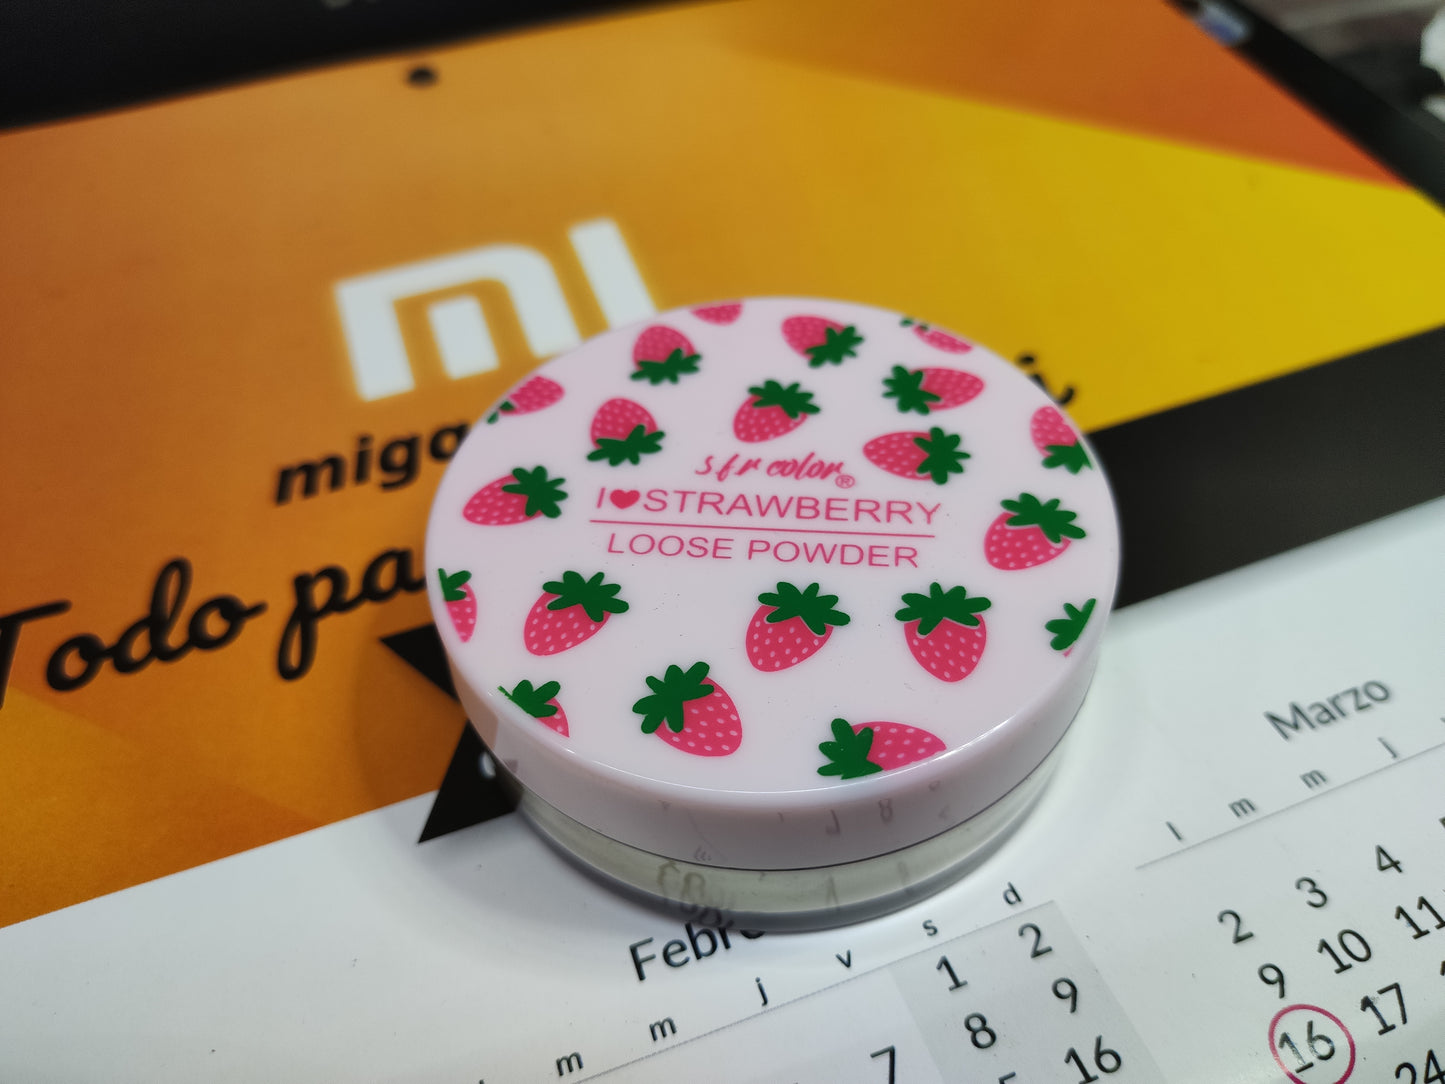 mi
miga
Todo pa
sfr color®
I❤STRAWBERRY
LOOSE POWDER
Marzo
l m m j
2 3 4
9 10 11
16 17
24
Febr
m m j v s d
1 2
7 8 9
16